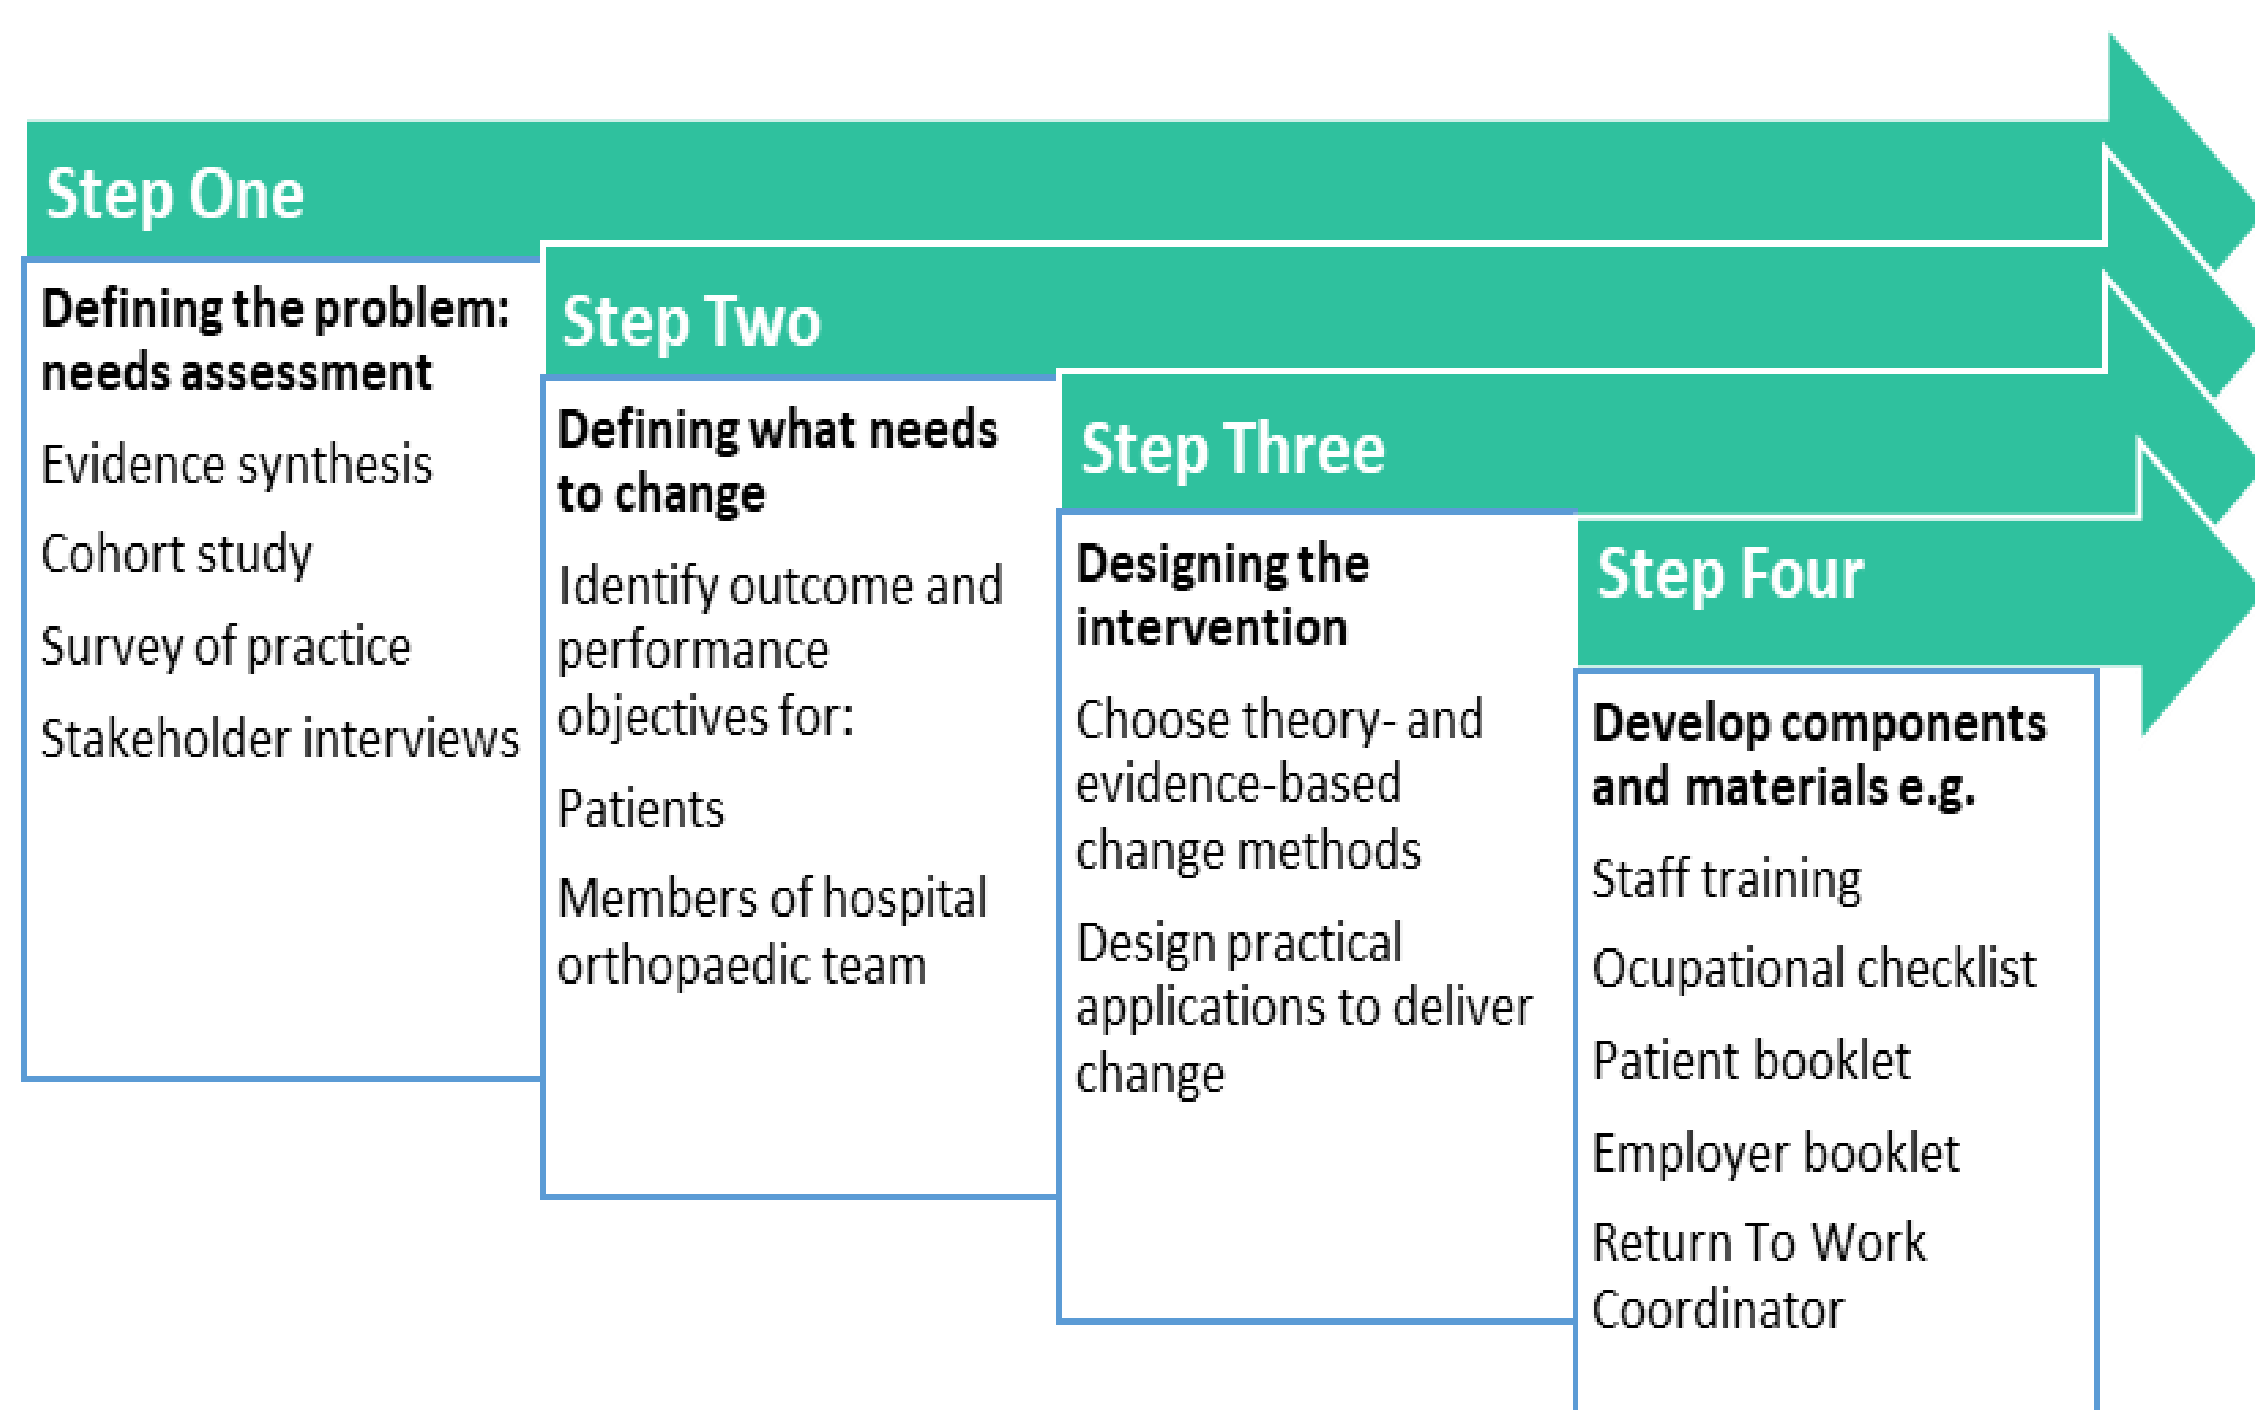 Step One
Defining the problem:
needs assessment
Evidence synthesis
Cohort study
Survey of practice
Stakeholder interviews
Step Two
Defining what needs
to change
Identify outcome and
performance
objectives for:
Patients
Members of hospital
orthopaedic team
Step Three
Designing the
intervention
Choose theory- and
evidence-based
change methods
Design practical
applications to deliver
change
Step Four
Develop components
and materials e.g.
Staff training
Ocupational checklist
Patient booklet
Employer booklet
Return To Work
Coordinator